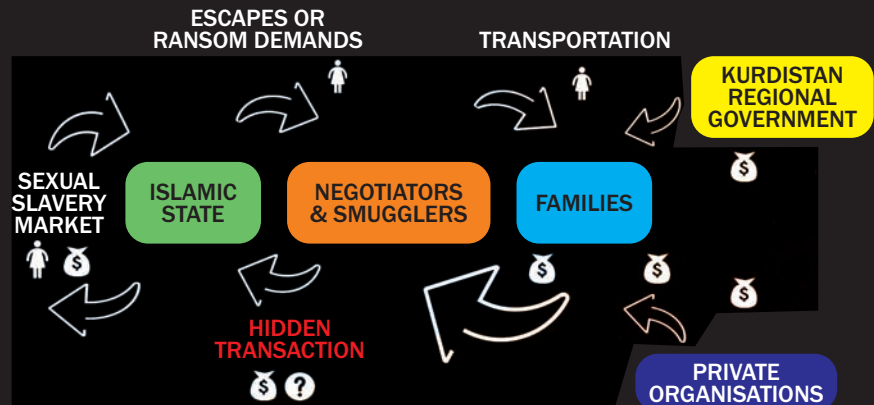 ESCAPES OR
RANSOM DEMANDS
TRANSPORTATION
KURDISTAN
REGIONAL
GOVERNMENT
SEXUAL
SLAVERY
MARKET
ISLAMIC
STATE
NEGOTIATORS
& SMUGGLERS
FAMILIES
$
$
$
$
$
HIDDEN
TRANSACTION
$ ?
PRIVATE
ORGANISATIONS